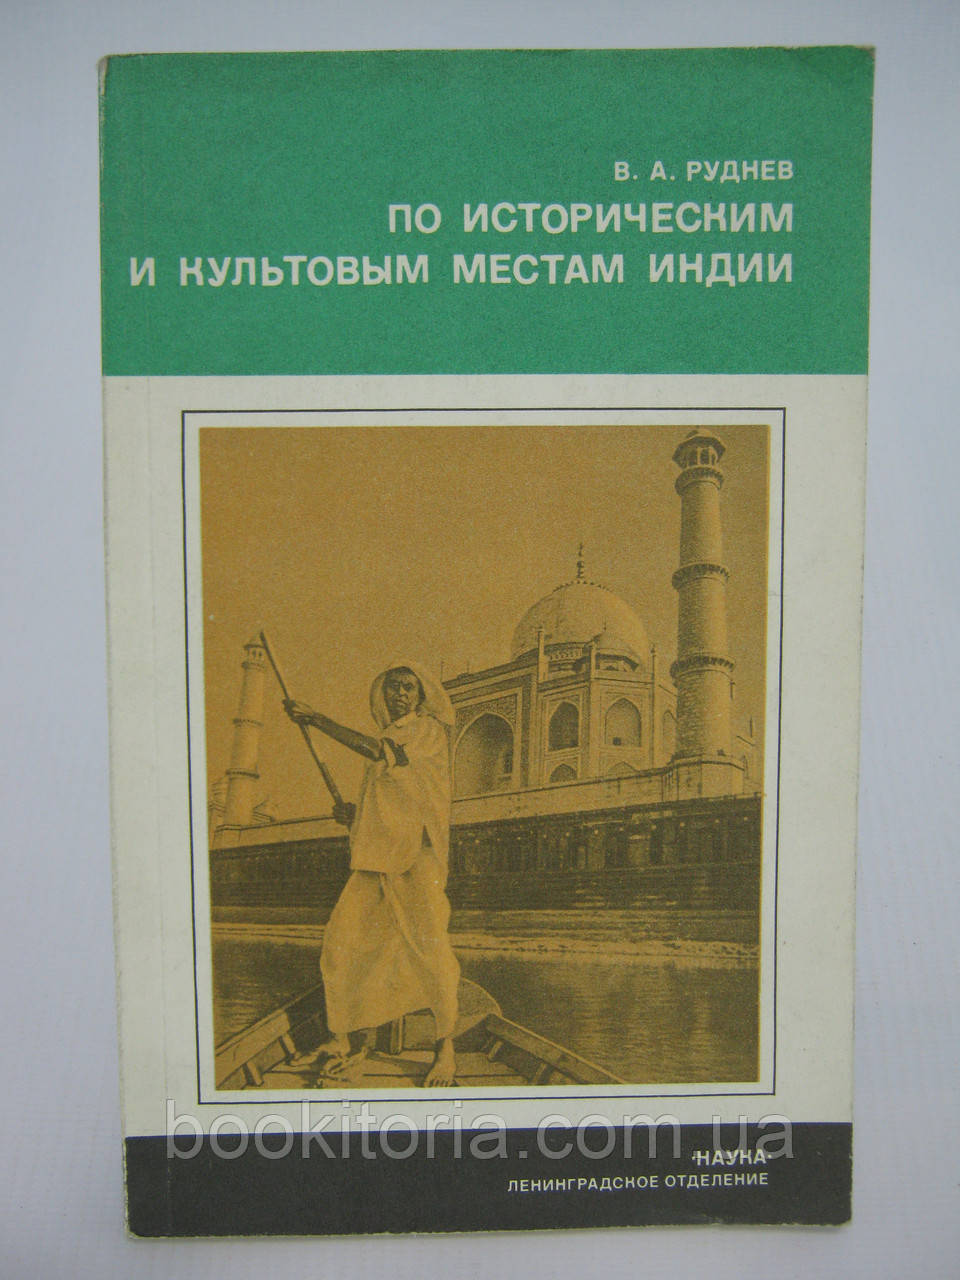 В. А. РУДНЕВ
ПО ИСТОРИЧЕСКИМ
И КУЛЬТОВЫМ МЕСТАМ ИНДИИ
bookitoria.com.ua
·НАУКА·
ЛЕНИНГРАДСКОЕ ОТДЕЛЕНИЕ